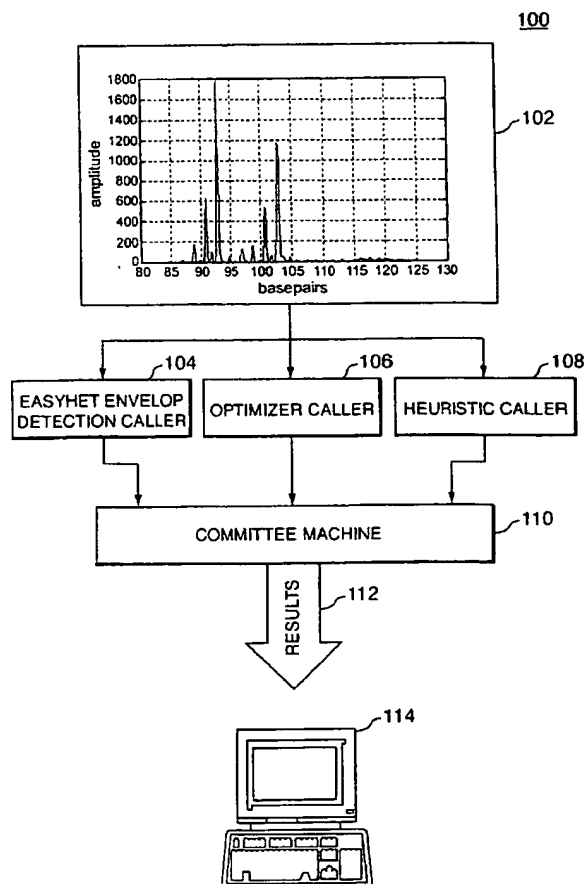 100
1800
1600
1400
1200
1000
800
600
400
200
0
amplitude
80 85 90 95 100 105 110 115 120 125 130
basepairs
102
104
106
108
EASYHET ENVELOP
DETECTION CALLER
OPTIMIZER CALLER
HEURISTIC CALLER
COMMITTEE MACHINE
110
RESULTS
112
114